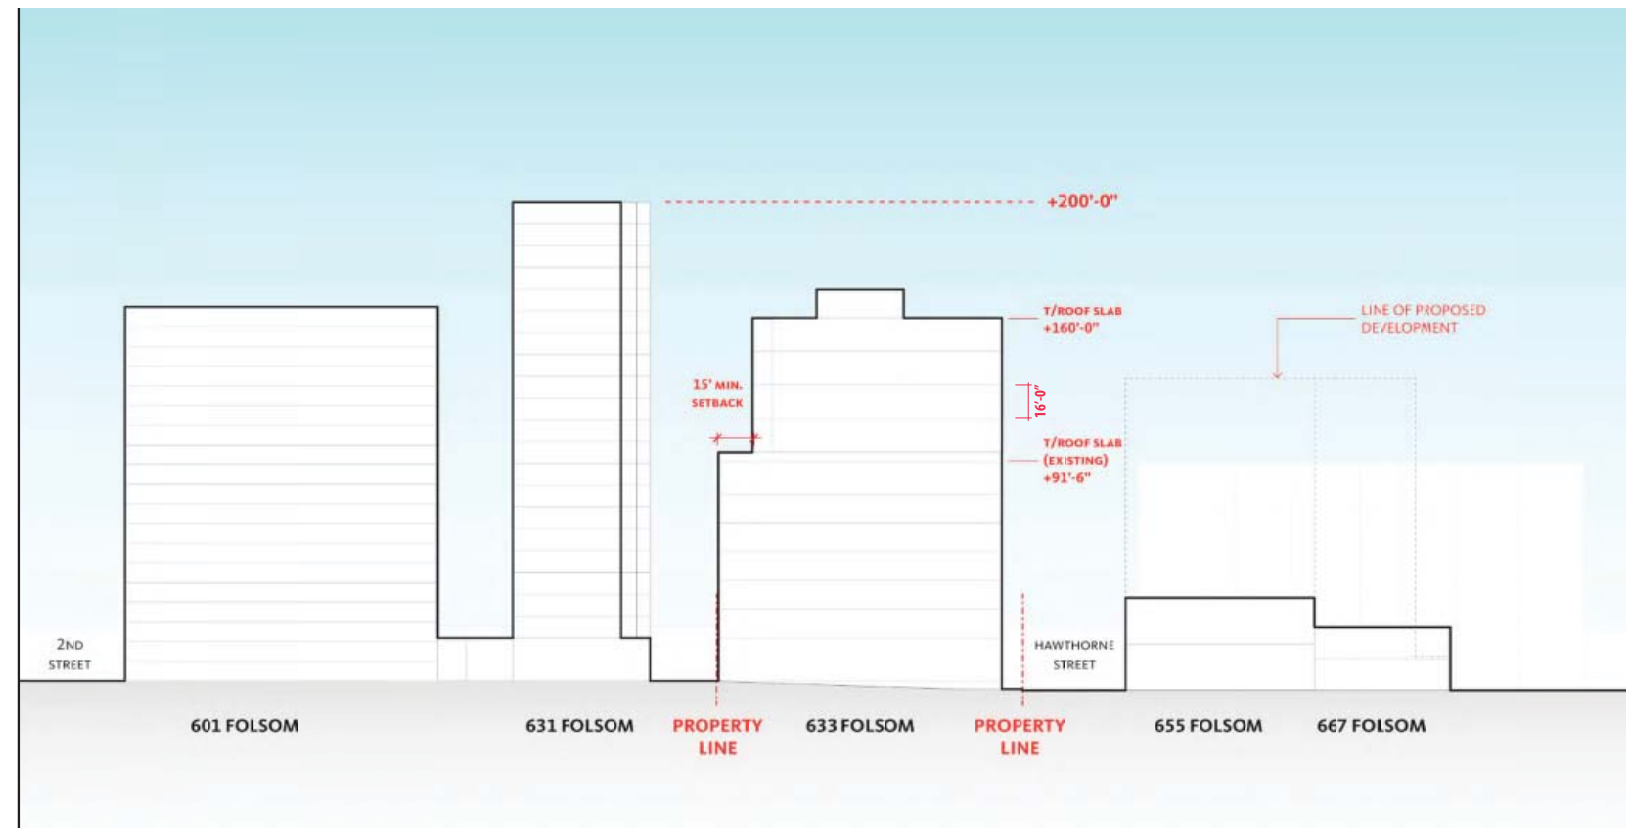 +200'-0"
T/ROOF SLAB
+160'-0"
LINE OF PROPOSED
DEVELOPMENT
15' MIN.
SETBACK
16'-0"
T/ROOF SLAB
(EXISTING)
+91'-6"
2ND
STREET
HAWTHORNE
STREET
601 FOLSOM
631 FOLSOM
PROPERTY
LINE
633 FOLSOM
PROPERTY
LINE
655 FOLSOM
667 FOLSOM